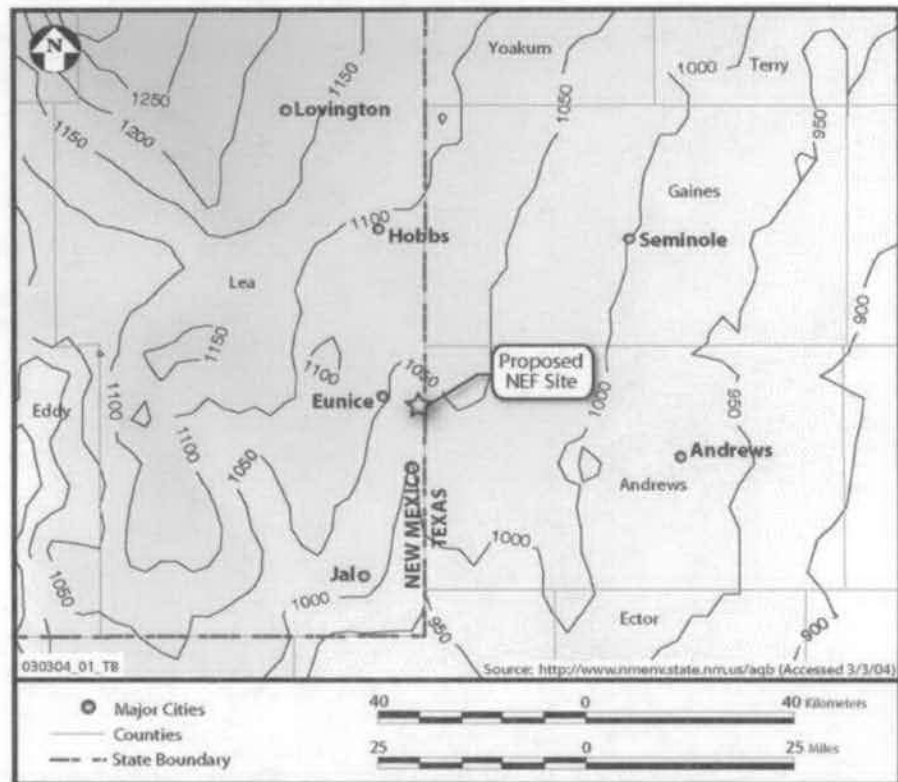 N
Yoakum
1000
Terry
1250
1150
1050
950
Lovington
1150
1200
Gaines
1100
Hobbs
Seminole
Lea
1150
900
Proposed
NEF Site
1050
1100
Eunice
Eddy
1100
1000
950
1100
1050
Andrews
Andrews
NEW MEXICO
TEXAS
1000
Jal
1050
1000
Ector
950
900
030304_01_TB
Source: http://www.nmenv.state.nm.us/aqb (Accessed 3/3/04)
Major Cities
Counties
State Boundary
40 0 40 Kilometers
25 0 25 Miles